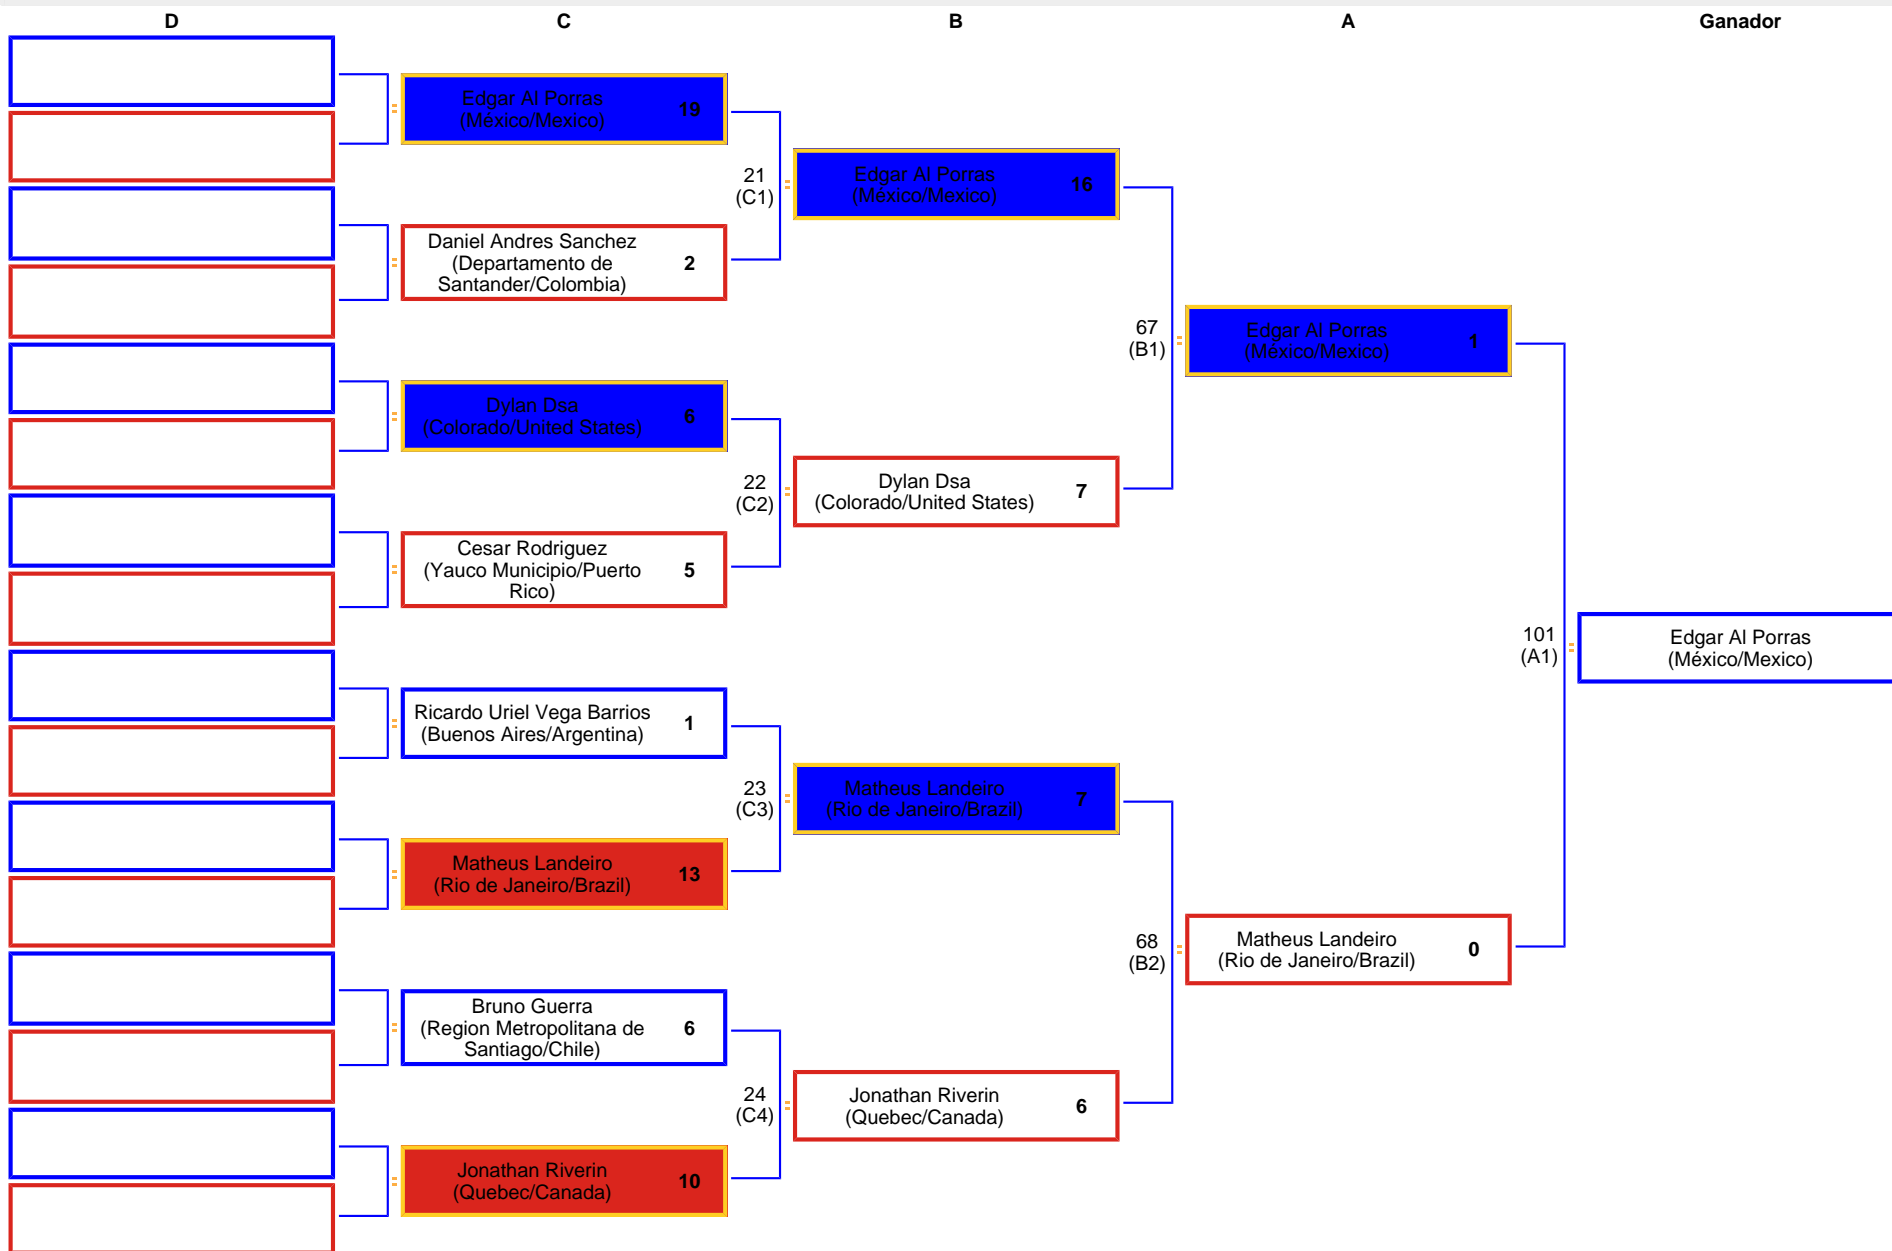 D
C
B
A
Ganador
Edgar Al Porras
(México/Mexico)
19
21
(C1)
Daniel Andres Sanchez
(Departamento de
Santander/Colombia)
2
Dylan Dsa
(Colorado/United States)
6
22
(C2)
Cesar Rodriguez
(Yauco Municipio/Puerto
Rico)
5
Ricardo Uriel Vega Barrios
(Buenos Aires/Argentina)
1
23
(C3)
Matheus Landeiro
(Rio de Janeiro/Brazil)
13
Bruno Guerra
(Region Metropolitana de
Santiago/Chile)
6
24
(C4)
Jonathan Riverin
(Quebec/Canada)
10
Edgar Al Porras
(México/Mexico)
16
67
(B1)
Dylan Dsa
(Colorado/United States)
7
Matheus Landeiro
(Rio de Janeiro/Brazil)
7
68
(B2)
Jonathan Riverin
(Quebec/Canada)
6
Edgar Al Porras
(México/Mexico)
1
101
(A1)
Matheus Landeiro
(Rio de Janeiro/Brazil)
0
Edgar Al Porras
(México/Mexico)